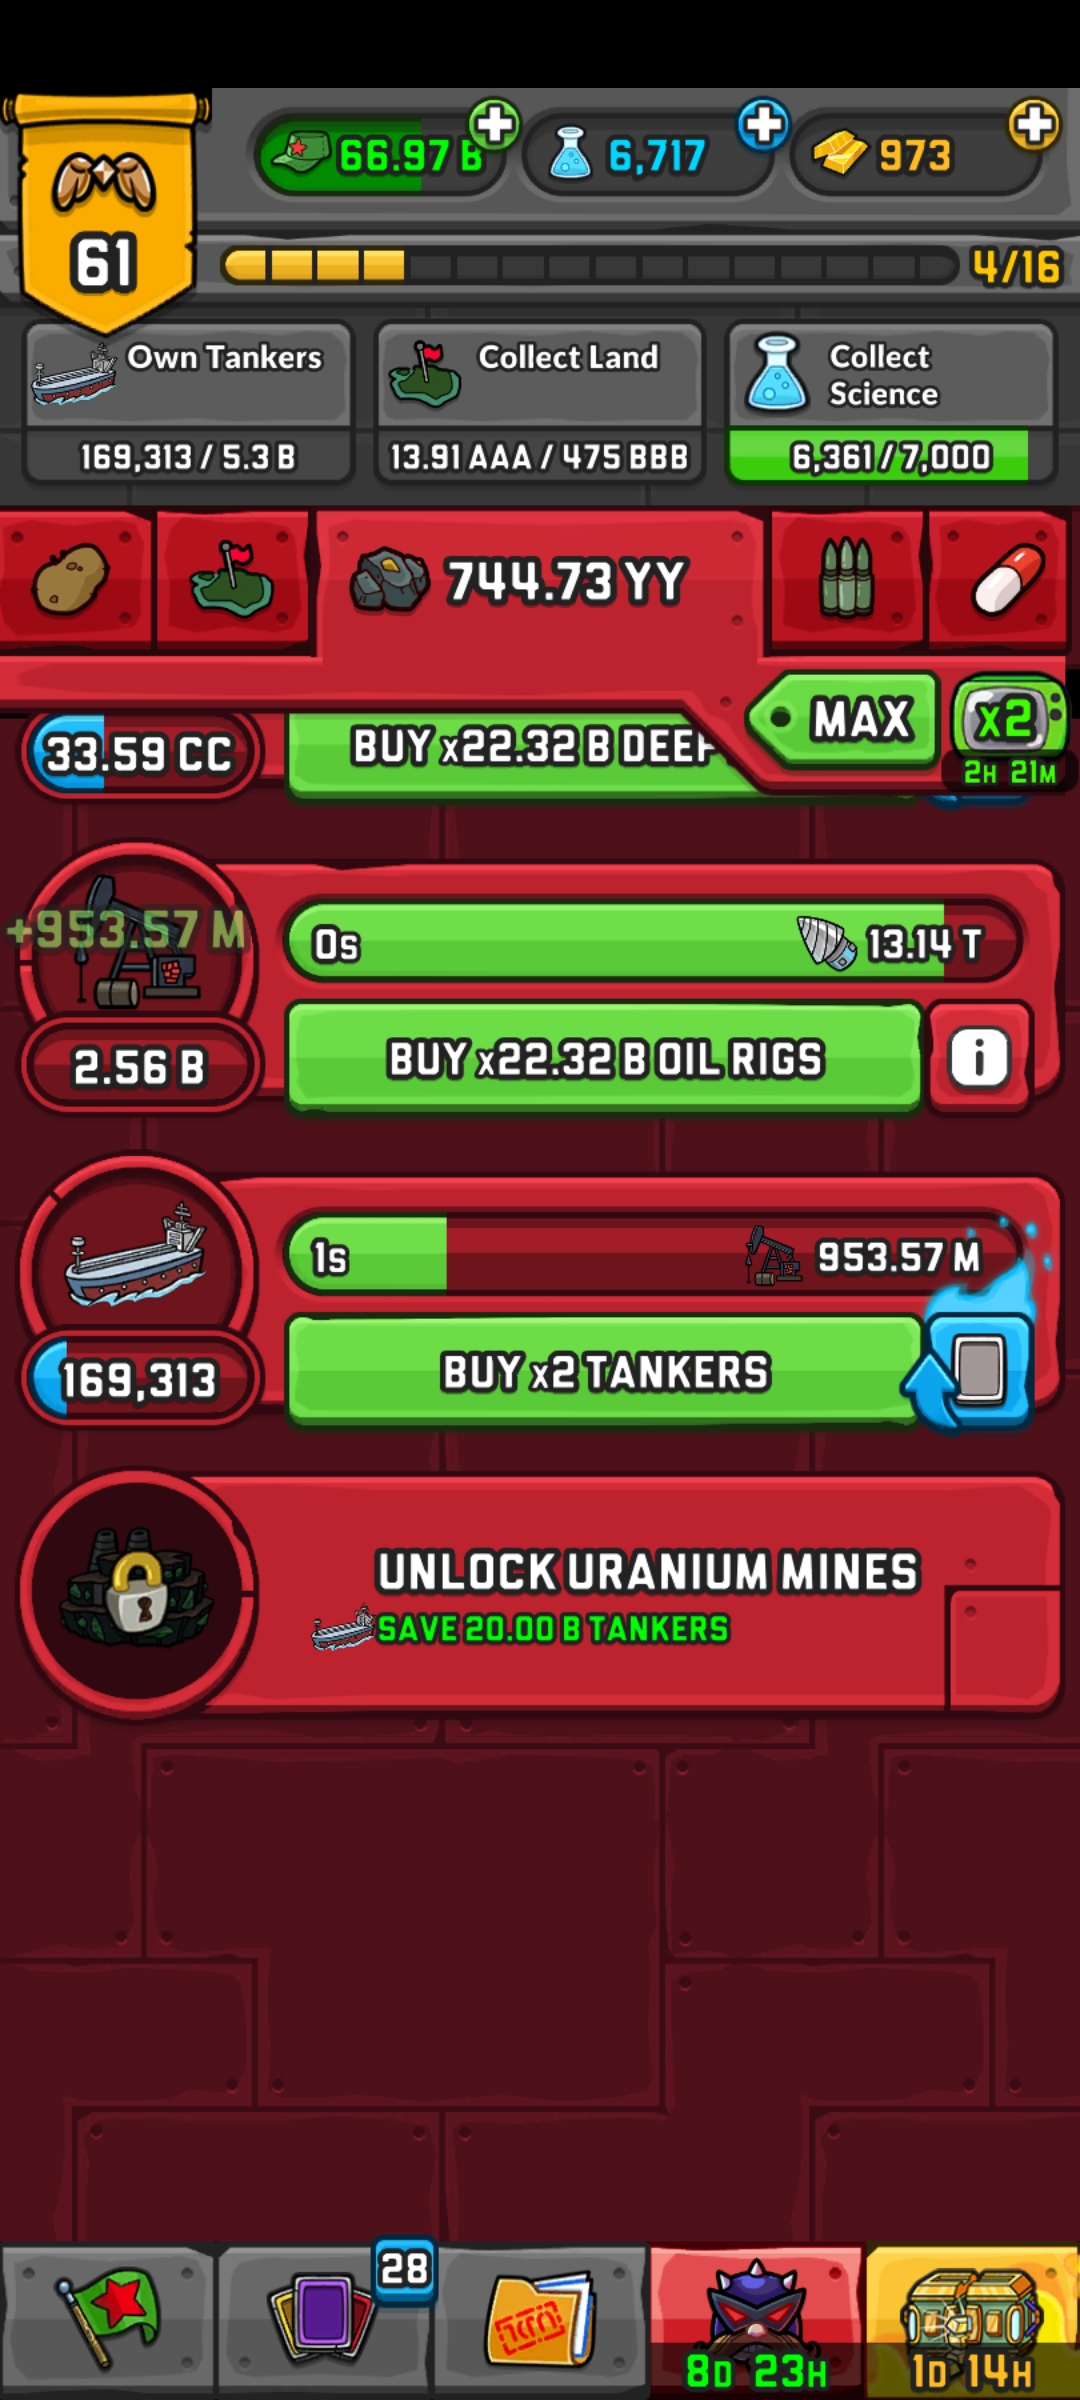 66.97 B
6,717
973
61
4/16
Own Tankers
169,313 / 5.3 B
Collect Land
13.91 AAA / 475 BBB
Collect
Science
6,361 / 7,000
744.73 YY
MAX
x2
2H 21M
33.59 CC
BUY x22.32 B DEEP
+953.57 M
0s
13.14 T
2.56 B
BUY x22.32 B OIL RIGS
i
1s
953.57 M
169,313
BUY x2 TANKERS
UNLOCK URANIUM MINES
SAVE 20.00 B TANKERS
28
8D 23H
1D 14H